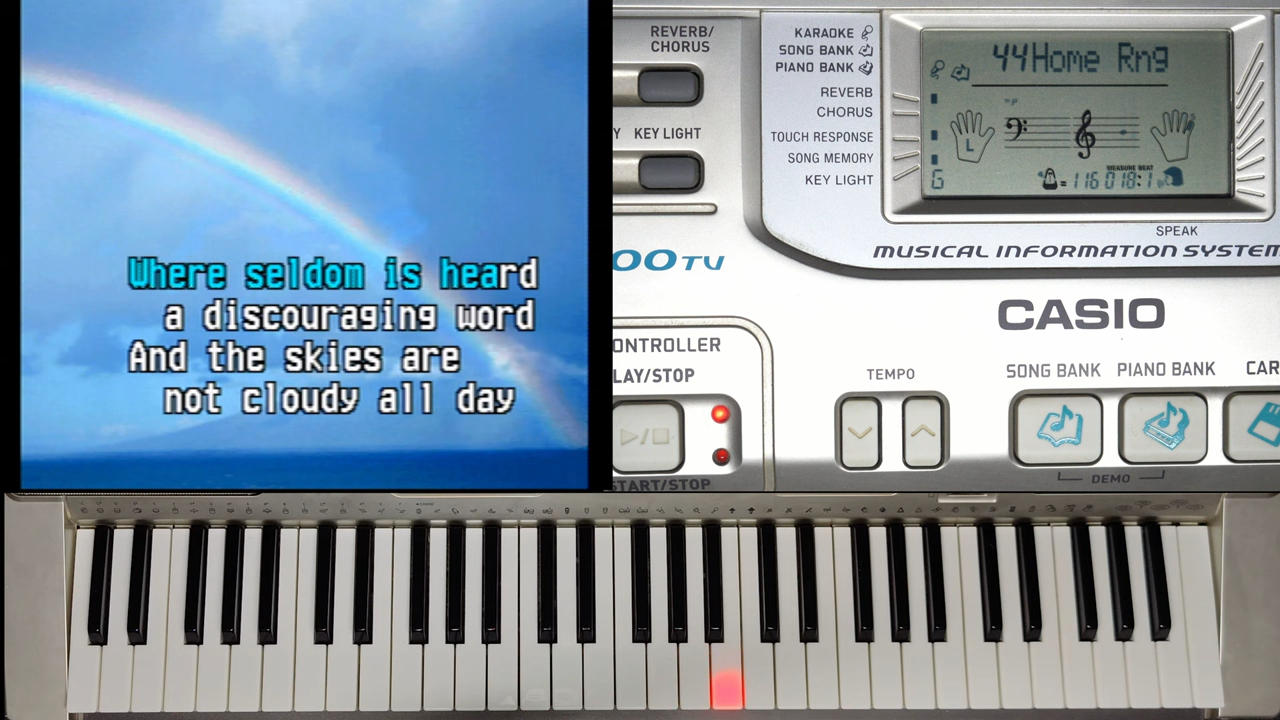 Where seldom is heard
a discouraging word
And the skies are
not cloudy all day
REVERB/
CHORUS
KEY LIGHT
KARAOKE
SONG BANK
PIANO BANK
REVERB
CHORUS
TOUCH RESPONSE
SONG MEMORY
KEY LIGHT
44Home Rng
L
MEASURE BEAT
G
=116 018:1
SPEAK
MUSICAL INFORMATION SYSTEM
00TV
CASIO
ONTROLLER
LAY/STOP
START/STOP
TEMPO
SONG BANK
PIANO BANK
CAR
DEMO